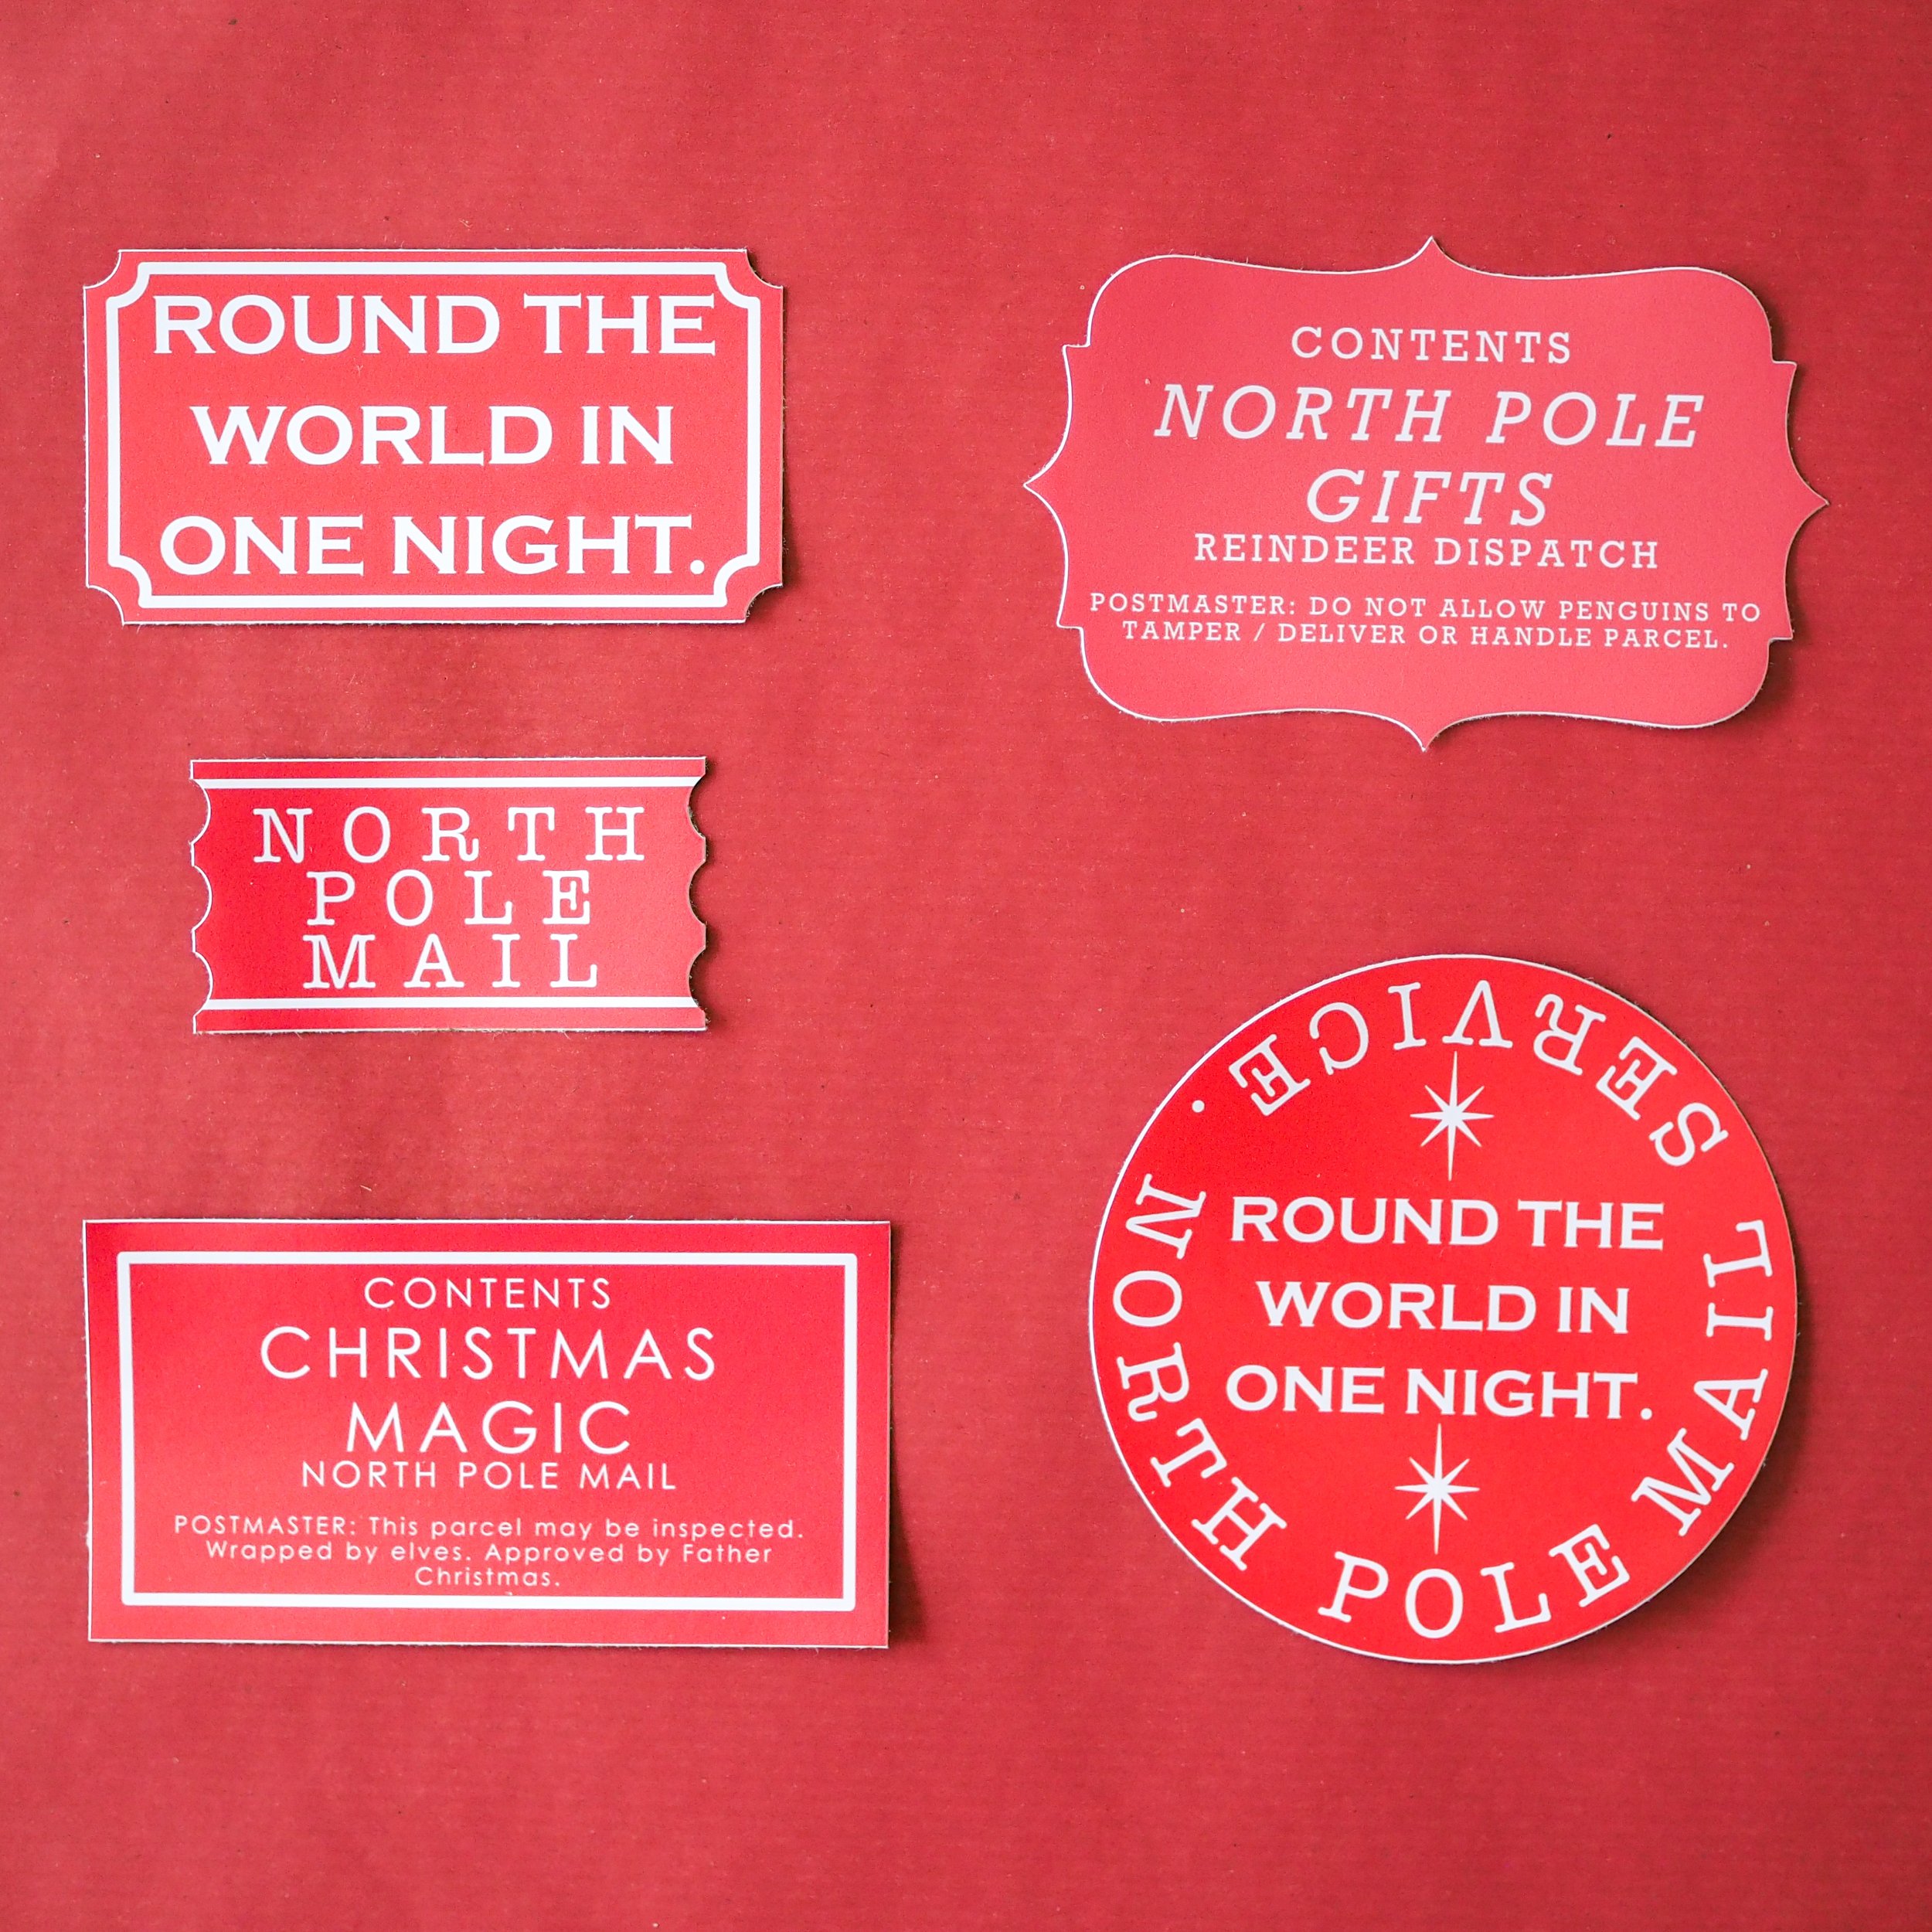 ROUND THE
WORLD IN
ONE NIGHT.
CONTENTS
NORTH POLE
GIFTS
REINDEER DISPATCH
POSTMASTER: DO NOT ALLOW PENGUINS TO
TAMPER / DELIVER OR HANDLE PARCEL.
NORTH
POLE
MAIL
CONTENTS
CHRISTMAS
MAGIC
NORTH POLE MAIL
POSTMASTER: This parcel may be inspected.
Wrapped by elves. Approved by Father
Christmas.
NORTH POLE MAIL SERVICE ·
ROUND THE
WORLD IN
ONE NIGHT.